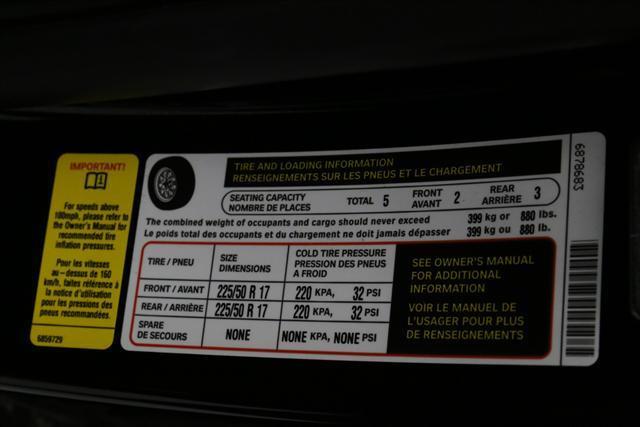 IMPORTANT!
For speeds above
100mph, please refer to
the Owner's Manual for
recommended tire
inflation pressures.
Pour les vitesses
au-dessus de 160
km/h, faites référence à
la notice d'utilisation
pour les pressions des
pneus recommandées.
6859729
TIRE AND LOADING INFORMATION
RENSEIGNEMENTS SUR LES PNEUS ET LE CHARGEMENT
SEATING CAPACITY
NOMBRE DE PLACES
TOTAL 5
FRONT
AVANT 2
REAR
ARRIÈRE 3
The combined weight of occupants and cargo should never exceed 399 kg or 880 lbs.
Le poids total des occupants et du chargement ne doit jamais dépasser 399 kg ou 880 lb.
TIRE / PNEU
SIZE
DIMENSIONS
COLD TIRE PRESSURE
PRESSION DES PNEUS
A FROID
FRONT / AVANT 225/50 R 17 220 KPA, 32 PSI
REAR / ARRIÈRE 225/50 R 17 220 KPA, 32 PSI
SPARE
DE SECOURS NONE NONE KPA, NONE PSI
SEE OWNER'S MANUAL
FOR ADDITIONAL
INFORMATION
VOIR LE MANUEL DE
L'USAGER POUR PLUS
DE RENSEIGNEMENTS
6878683